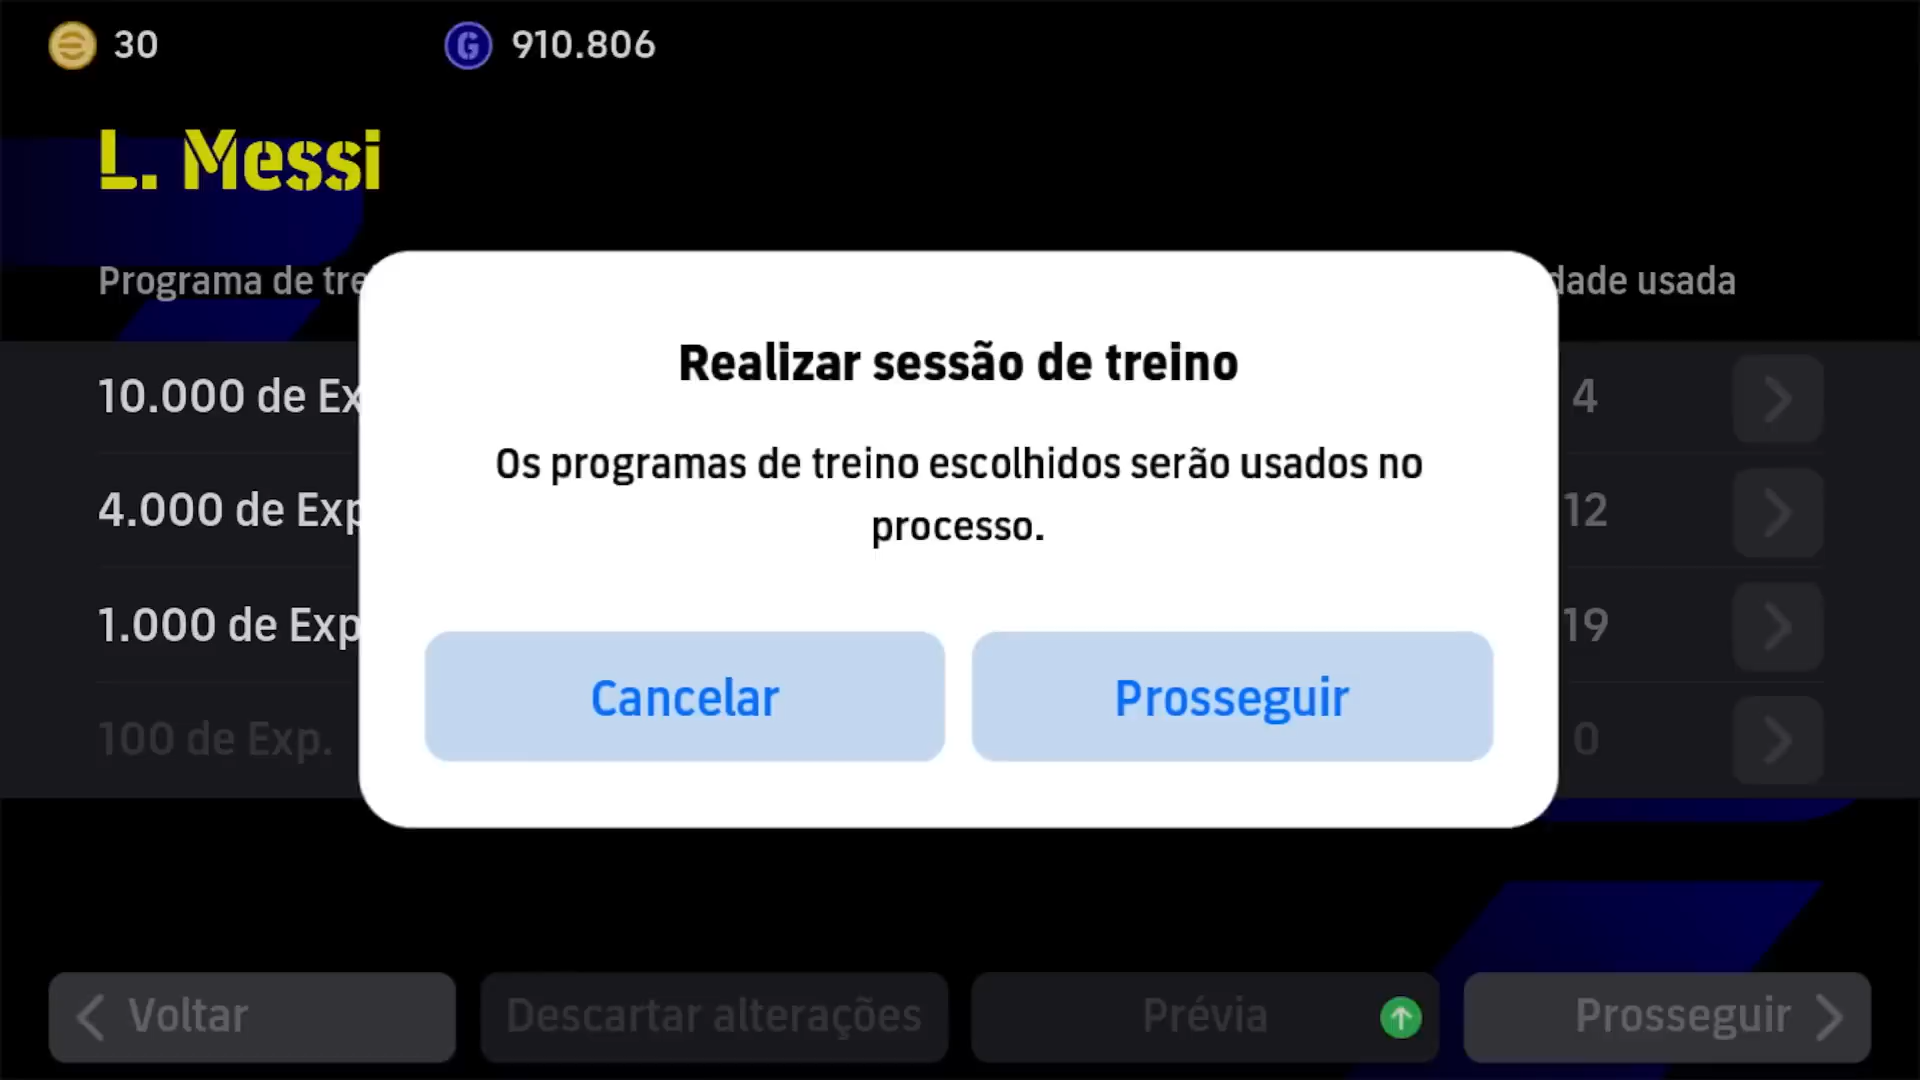 30
910.806
L. Messi
Programa de tre
dade usada
Realizar sessão de treino
Os programas de treino escolhidos serão usados no
processo.
10.000 de Ex
4
4.000 de Exp
12
1.000 de Exp
19
100 de Exp.
0
Cancelar
Prosseguir
Voltar
Descartar alterações
Prévia
Prosseguir